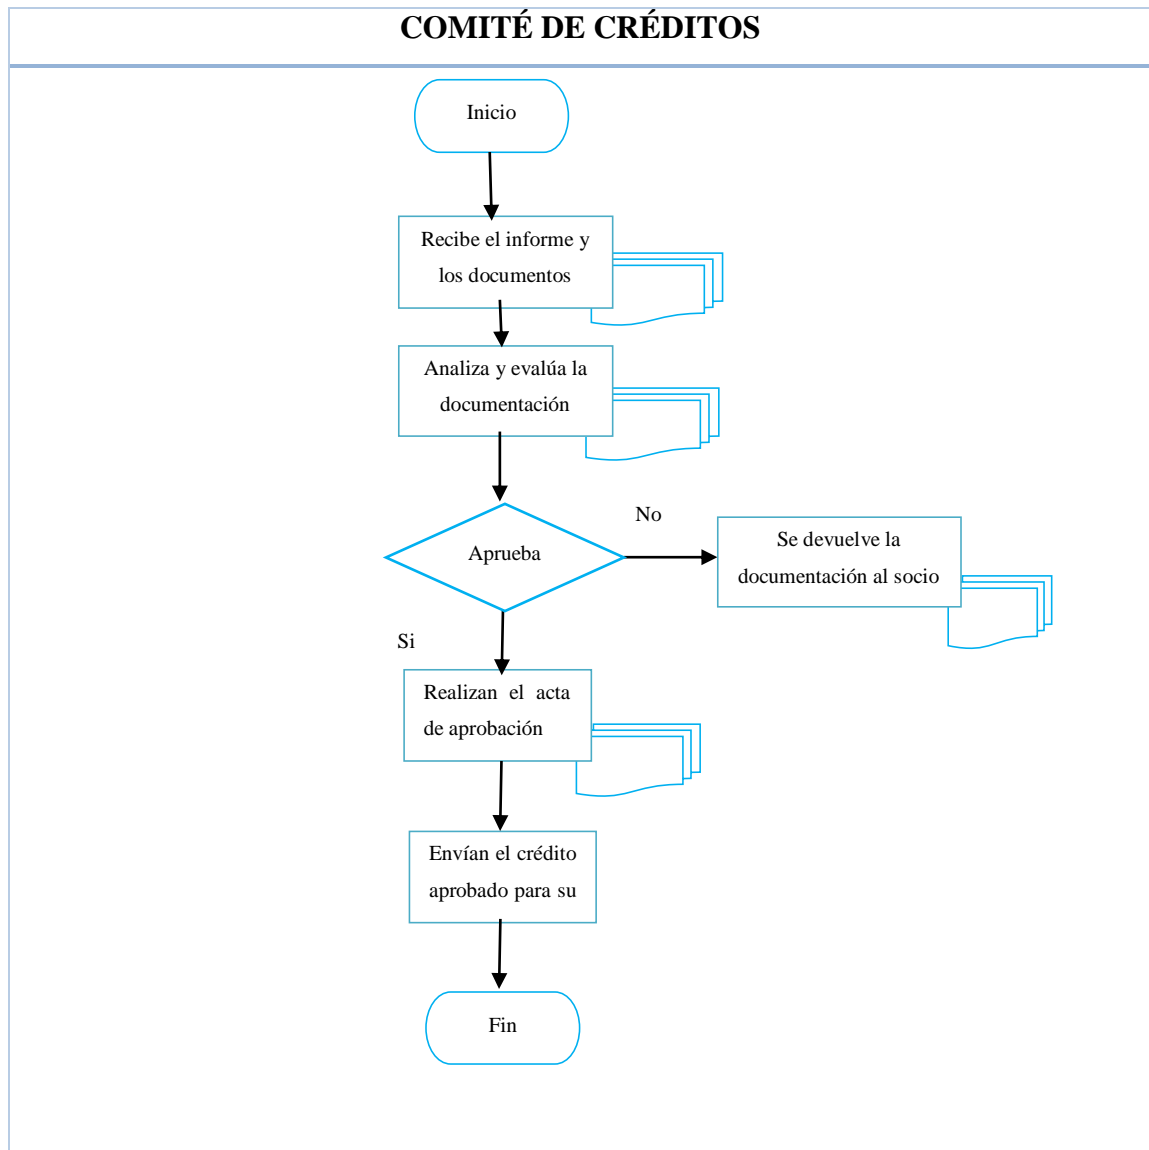 COMITÉ DE CRÉDITOS
Inicio
Recibe el informe y
los documentos
Analiza y evalúa la
documentación
Aprueba
No
Se devuelve la
documentación al socio
Si
Realizan el acta
de aprobación
Envían el crédito
aprobado para su
Fin